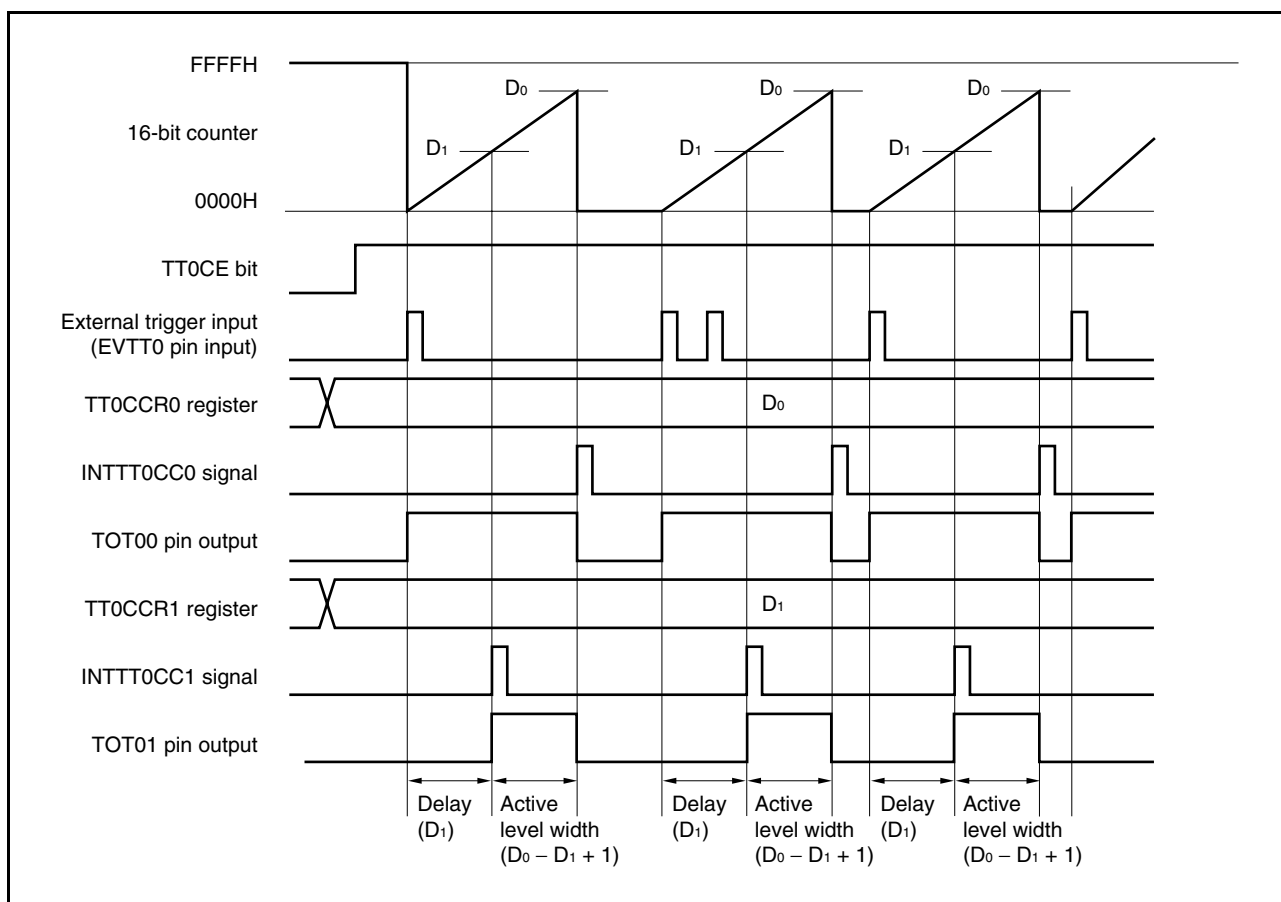 FFFFH
D0
D0
D0
16-bit counter
D1
D1
D1
0000H
TT0CE bit
External trigger input
(EVTT0 pin input)
TT0CCR0 register
D0
INTTT0CC0 signal
TOT00 pin output
TT0CCR1 register
D1
INTTT0CC1 signal
TOT01 pin output
Delay
(D1)
Active
level width
(D0 – D1 + 1)
Delay
(D1)
Active
level width
(D0 – D1 + 1)
Delay
(D1)
Active
level width
(D0 – D1 + 1)